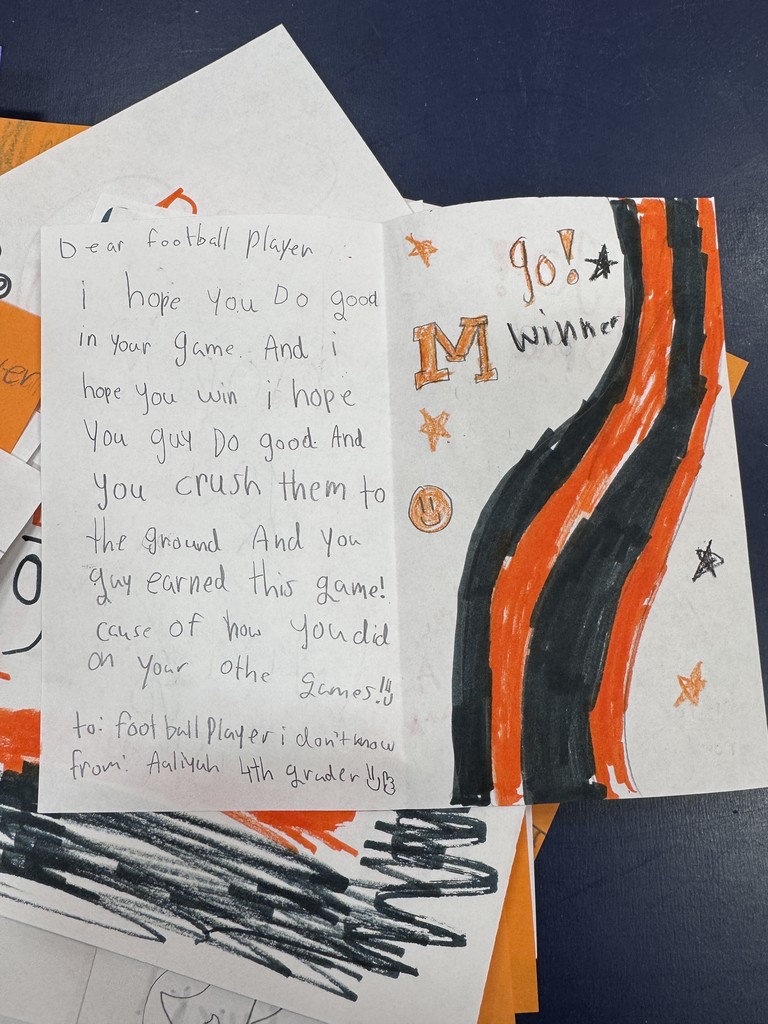 Dear football player :
i hope you Do good
in your game. And i
hope you win i hope
You guy Do good. And
you crush them to
the ground And you
guy earned this game!
cause of how you did
on your othe
games!!
to: football player i don't know
from: Aaliyah 4th grader
go!
M
winner